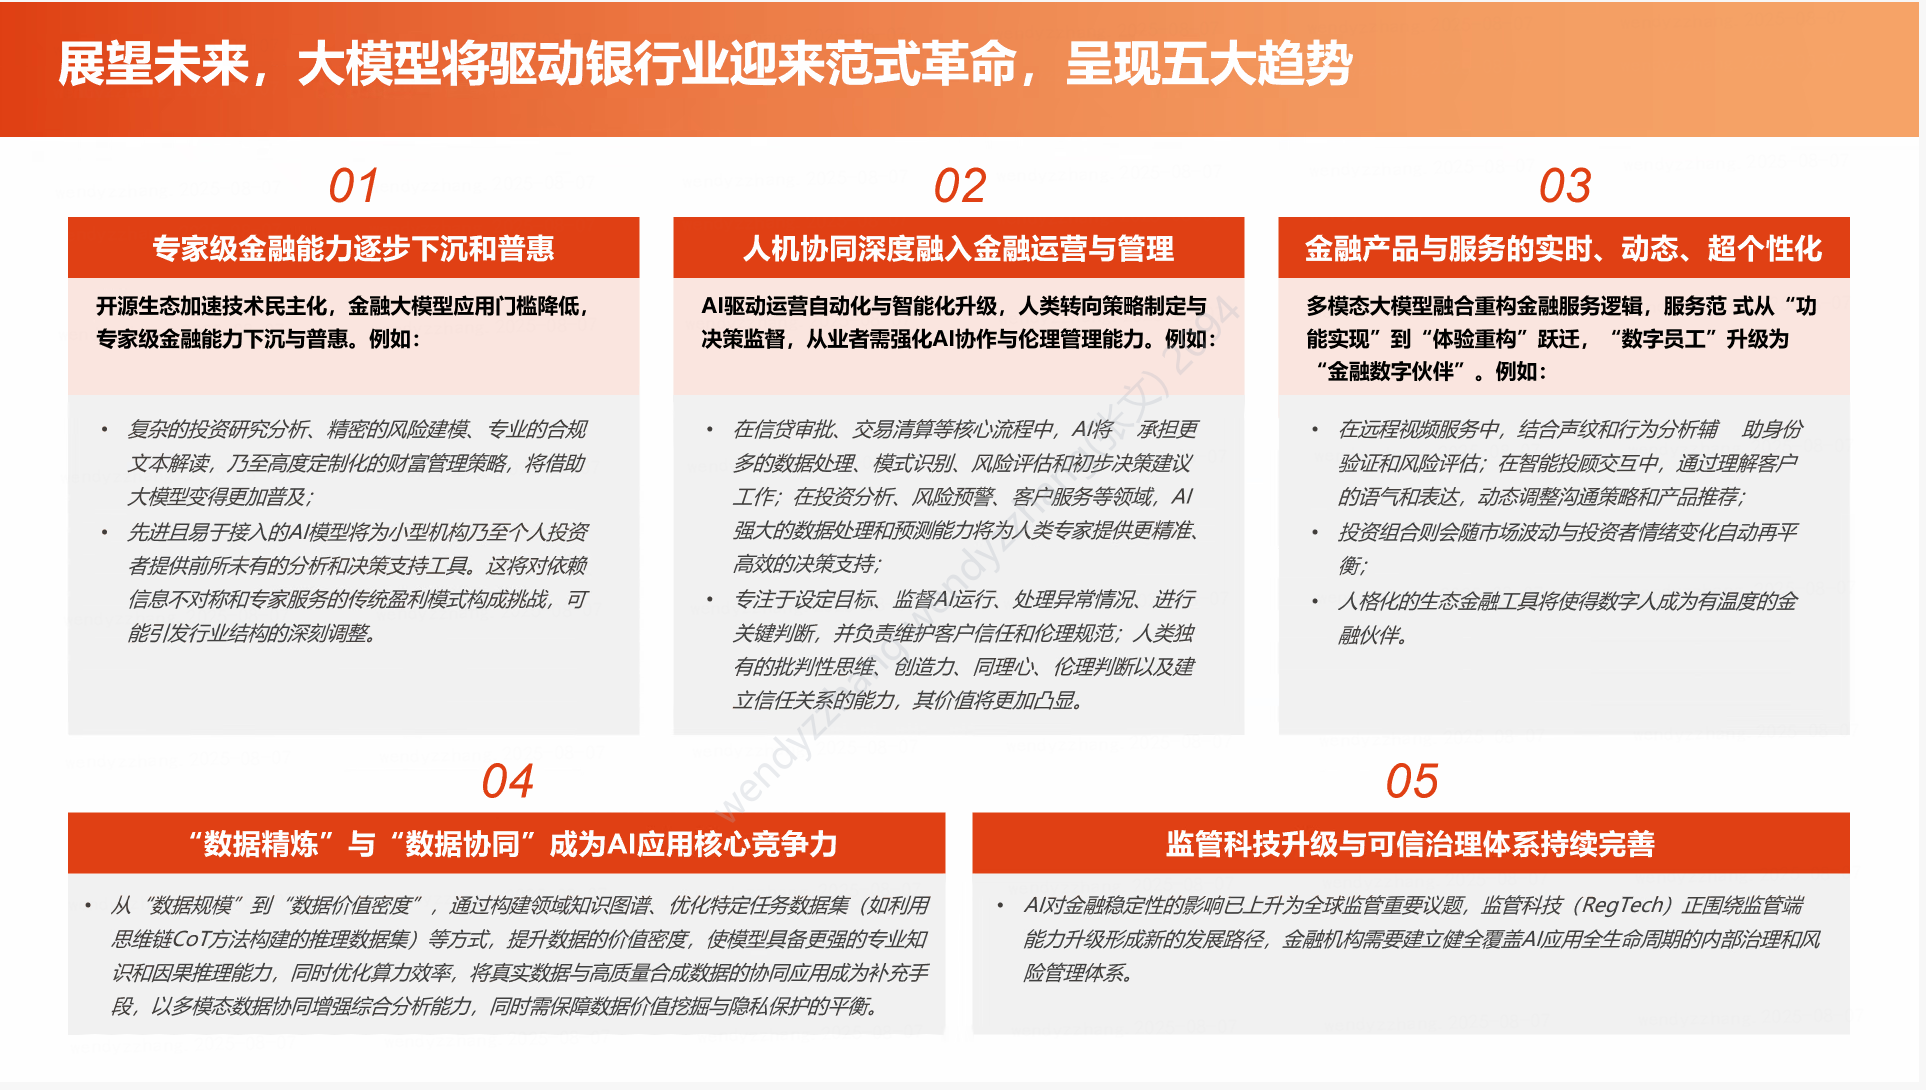 展望未来，大模型将驱动银行业迎来范式革命，呈现五大趋势
01
专家级金融能力逐步下沉和普惠
开源生态加速技术民主化，金融大模型应用门槛降低，
专家级金融能力下沉与普惠。例如：
• 复杂的投资研究分析、精密的风险建模、专业的合规
文本解读，乃至高度定制化的财富管理策略，将借助
大模型变得更加普及；
• 先进且易于接入的AI模型将为小型机构乃至个人投资
者提供前所未有的分析和决策支持工具。这将对依赖
信息不对称和专家服务的传统盈利模式构成挑战，可
能引发行业结构的深刻调整。
02
人机协同深度融入金融运营与管理
AI驱动运营自动化与智能化升级，人类转向策略制定与
决策监督，从业者需强化AI协作与伦理管理能力。例如：
• 在信贷审批、交易清算等核心流程中，AI将 承担更
多的数据处理、模式识别、风险评估和初步决策建议
工作；在投资分析、风险预警、客户服务等领域，AI
强大的数据处理和预测能力将为人类专家提供更精准、
高效的决策支持；
• 专注于设定目标、监督AI运行、处理异常情况、进行
关键判断，并负责维护客户信任和伦理规范；人类独
有的批判性思维、创造力、同理心、伦理判断以及建
立信任关系的能力，其价值将更加凸显。
03
金融产品与服务的实时、动态、超个性化
多模态大模型融合重构金融服务逻辑，服务范 式从“功
能实现”到“体验重构”跃迁，“数字员工”升级为
“金融数字伙伴”。例如：
• 在远程视频服务中，结合声纹和行为分析辅 助身份
验证和风险评估；在智能投顾交互中，通过理解客户
的语气和表达，动态调整沟通策略和产品推荐；
• 投资组合则会随市场波动与投资者情绪变化自动再平
衡；
• 人格化的生态金融工具将使得数字人成为有温度的金
融伙伴。
04
“数据精炼”与“数据协同”成为AI应用核心竞争力
• 从“数据规模”到“数据价值密度”，通过构建领域知识图谱、优化特定任务数据集（如利用
思维链CoT方法构建的推理数据集）等方式，提升数据的价值密度，使模型具备更强的专业知
识和因果推理能力，同时优化算力效率，将真实数据与高质量合成数据的协同应用成为补充手
段，以多模态数据协同增强综合分析能力，同时需保障数据价值挖掘与隐私保护的平衡。
05
监管科技升级与可信治理体系持续完善
• AI对金融稳定性的影响已上升为全球监管重要议题，监管科技（RegTech）正围绕监管端
能力升级形成新的发展路径，金融机构需要建立健全覆盖AI应用全生命周期的内部治理和风
险管理体系。